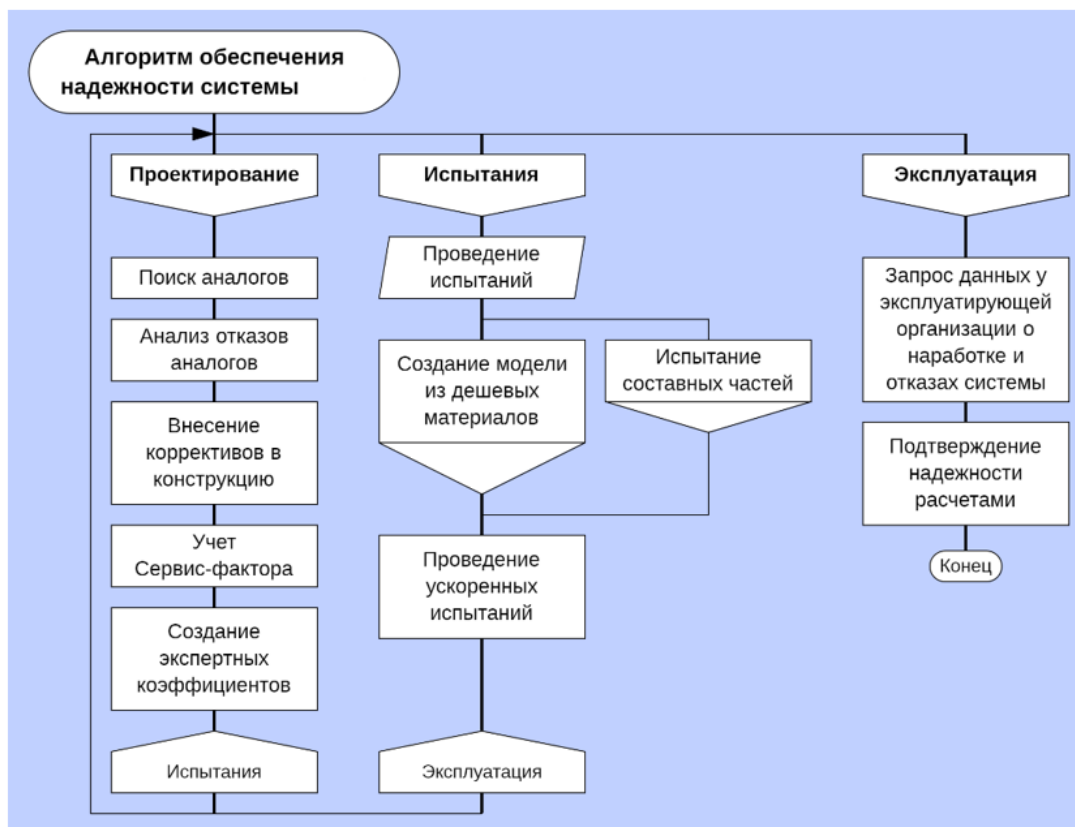 Алгоритм обеспечения
надежности системы
Проектирование
Поиск аналогов
Анализ отказов
аналогов
Внесение
коррективов в
конструкцию
Учет
Сервис-фактора
Создание
экспертных
коэффициентов
Испытания
Испытания
Проведение
испытаний
Создание модели
из дешевых
материалов
Испытание
составных частей
Проведение
ускоренных
испытаний
Эксплуатация
Эксплуатация
Запрос данных у
эксплуатирующей
организации о
наработке и
отказах системы
Подтверждение
надежности
расчетами
Конец